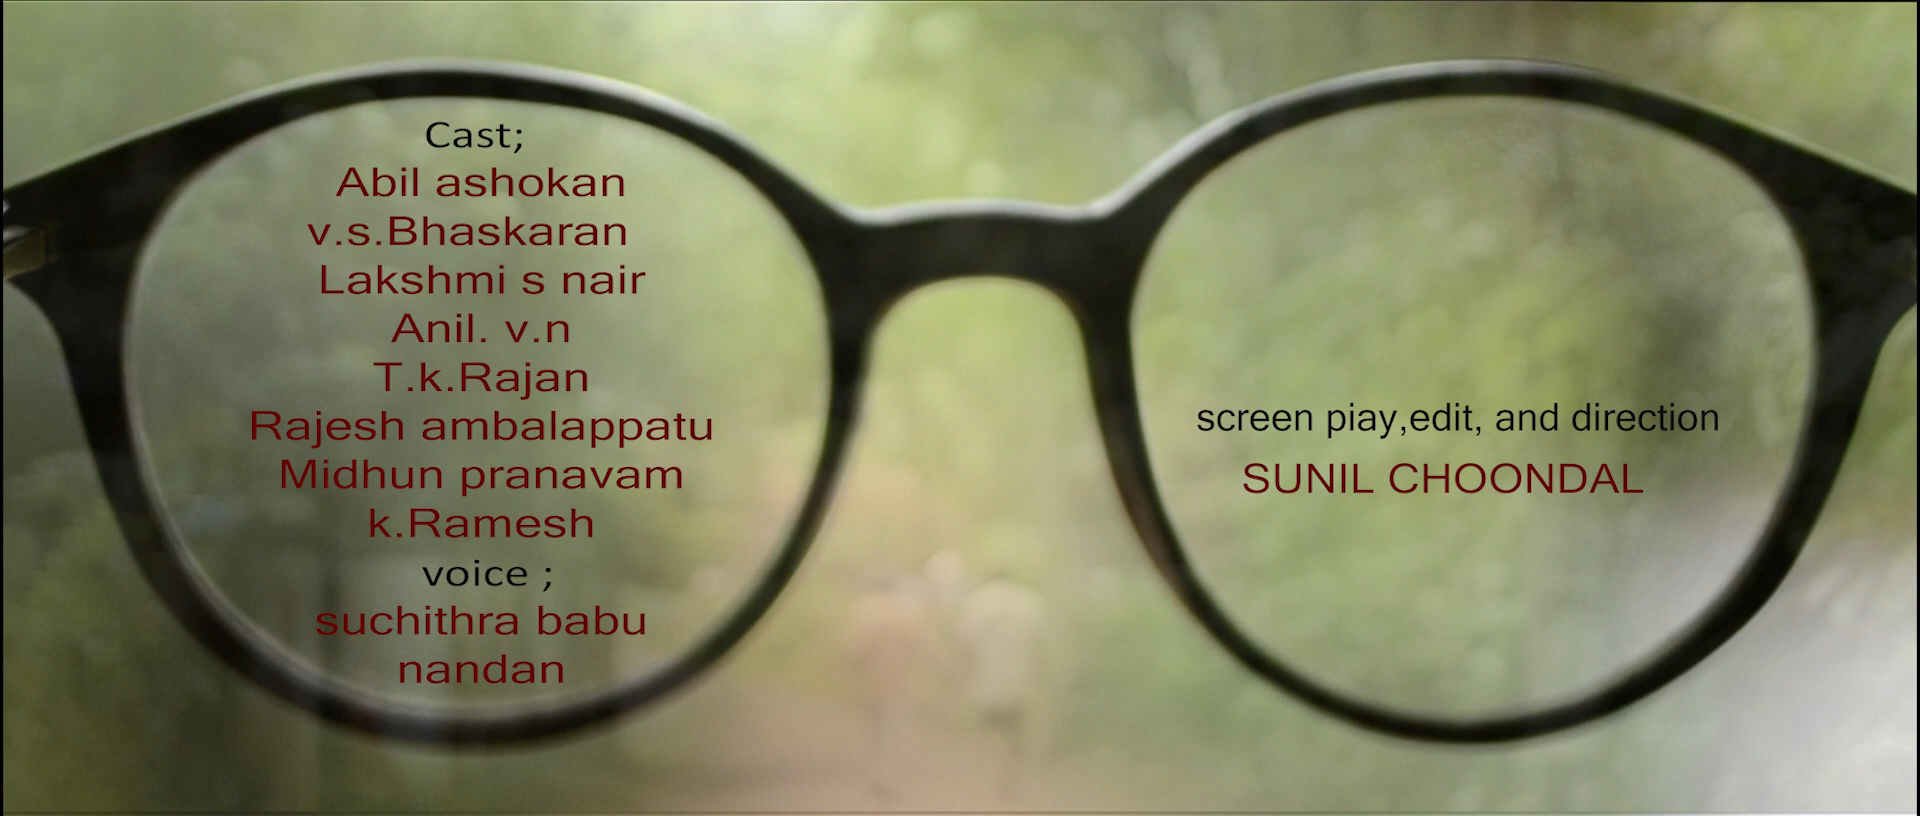 Cast;
Abil ashokan
v.s.Bhaskaran
Lakshmi s nair
Anil. v.n
T.k.Rajan
Rajesh ambalappatu
Midhun pranavam
k.Ramesh
voice ;
suchithra babu
nandan
screen piay,edit, and direction
SUNIL CHOONDAL